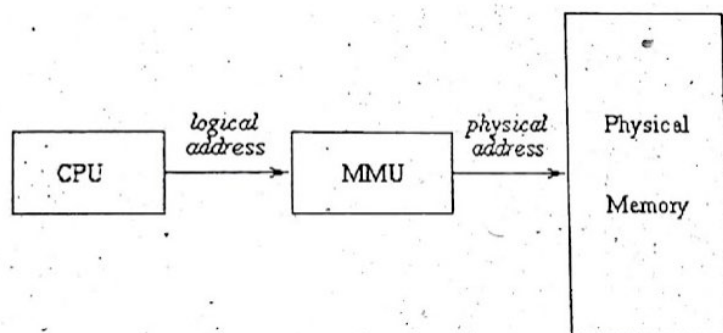 logical
address
physical
address
CPU
MMU
Physical
Memory